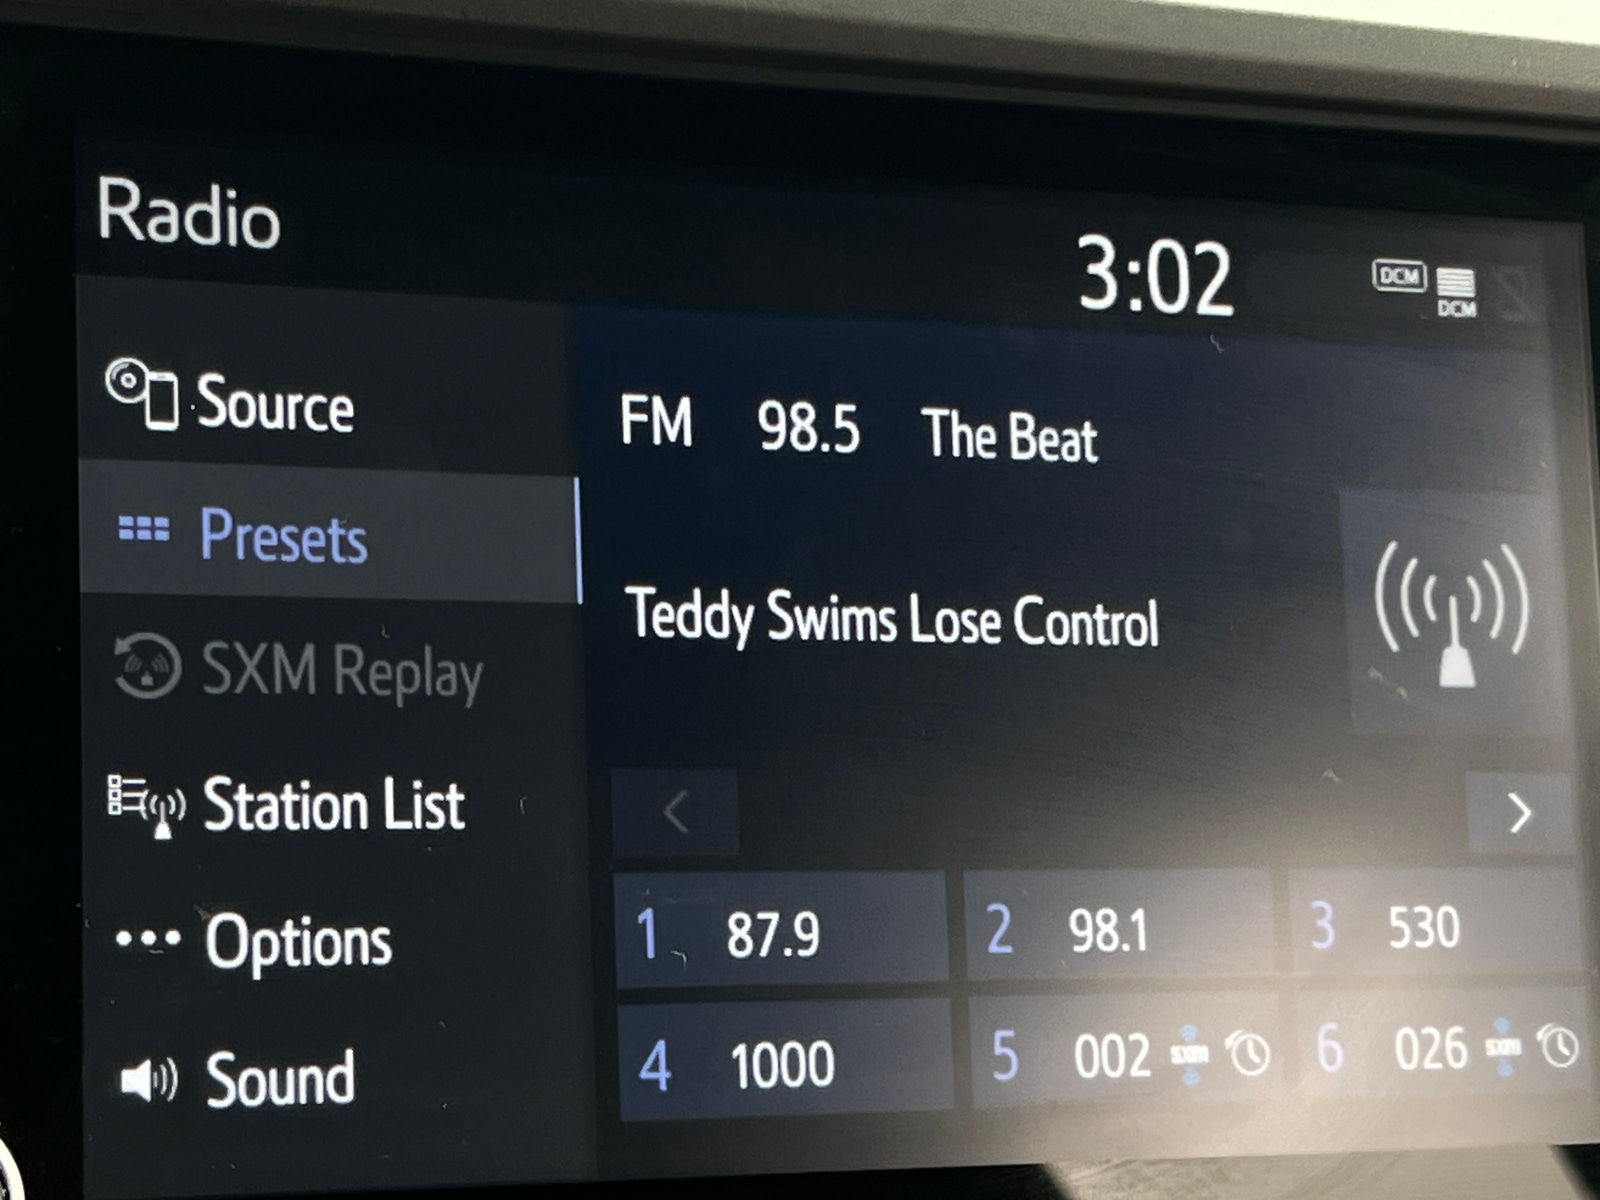 Radio
3:02
DCM
DCM
Source
Presets
SXM Replay
Station List
Options
Sound
FM 98.5 The Beat
Teddy Swims Lose Control
1 87.9
2 98.1
3 530
4 1000
5 002 sxm
6 026 sxm